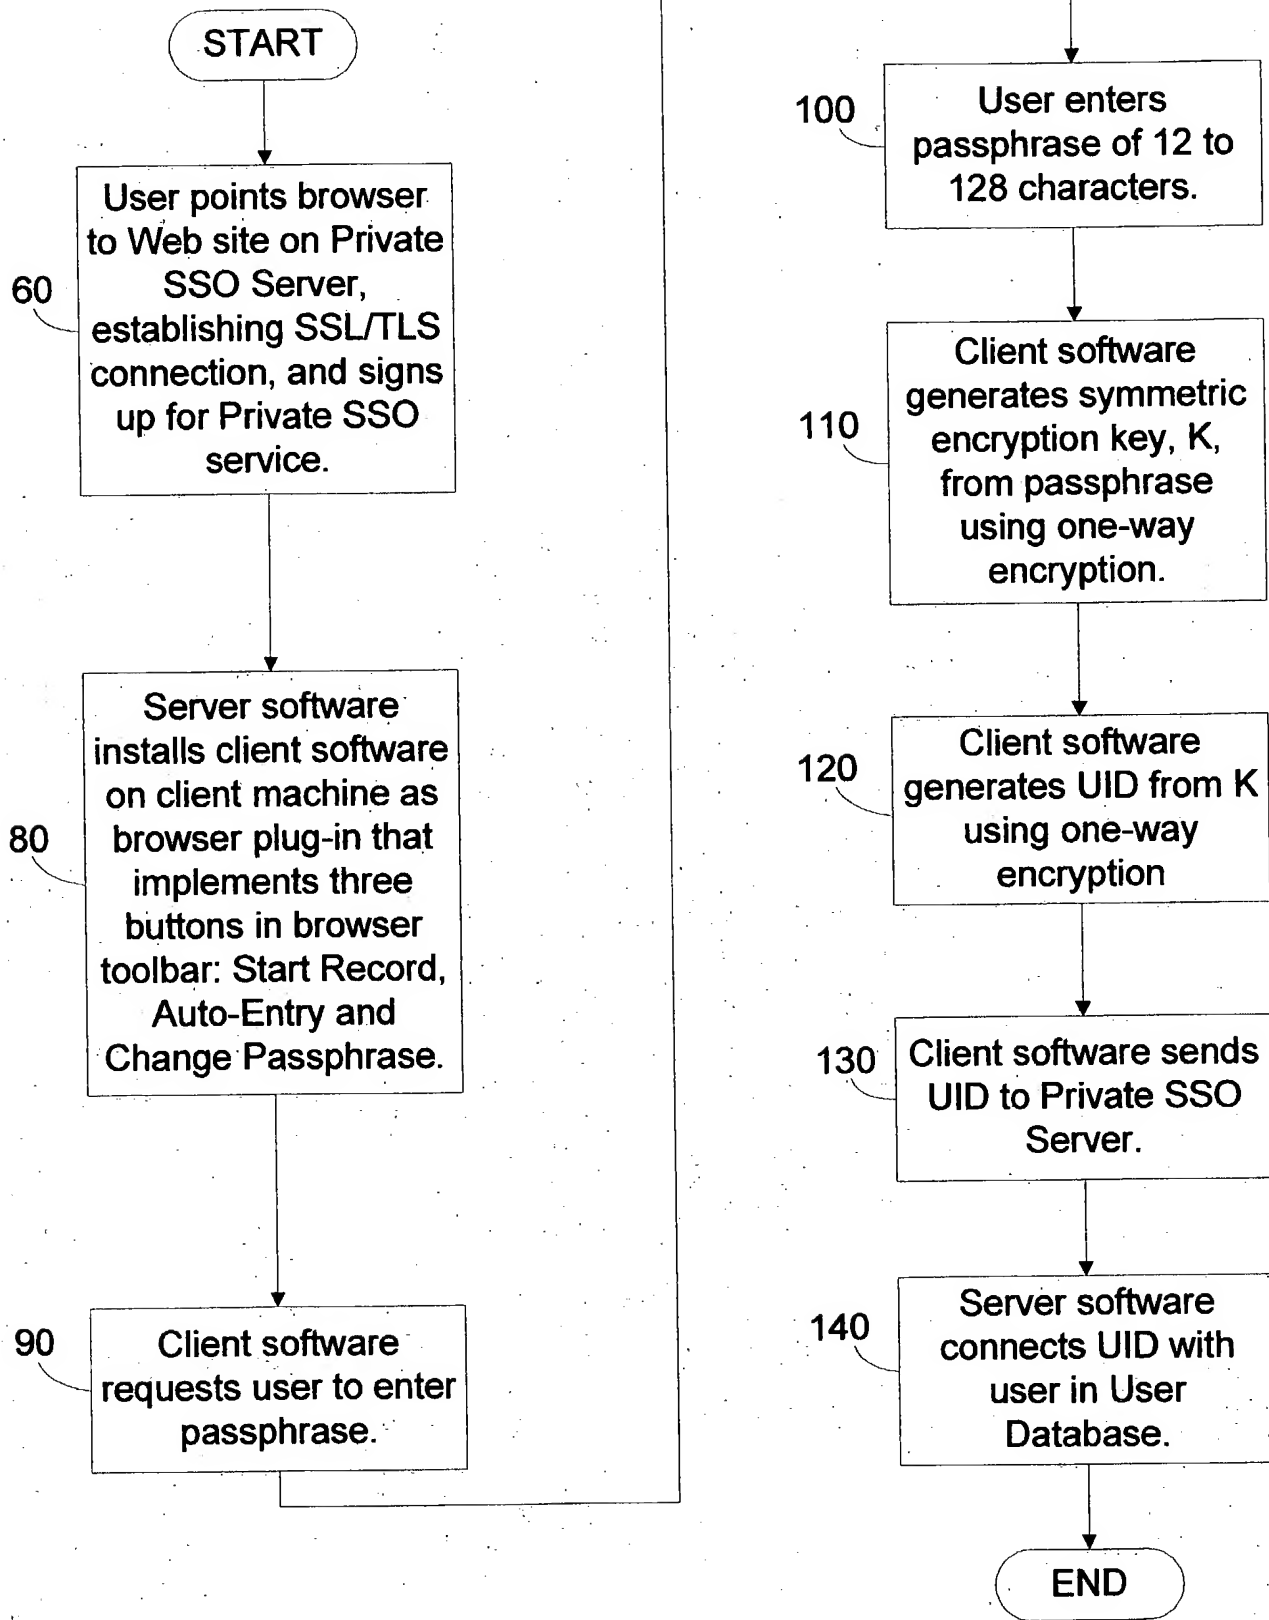 START
60
User points browser
to Web site on Private
SSO Server,
establishing SSL/TLS
connection, and signs
up for Private SSO
service.
80
Server software
installs client software
on client machine as
browser plug-in that
implements three
buttons in browser
toolbar: Start Record,
Auto-Entry and
Change Passphrase.
90
Client software
requests user to enter
passphrase.
100
User enters
passphrase of 12 to
128 characters.
110
Client software
generates symmetric
encryption key, K,
from passphrase
using one-way
encryption.
120
Client software
generates UID from K
using one-way
encryption
130
Client software sends
UID to Private SSO
Server.
140
Server software
connects UID with
user in User
Database.
END